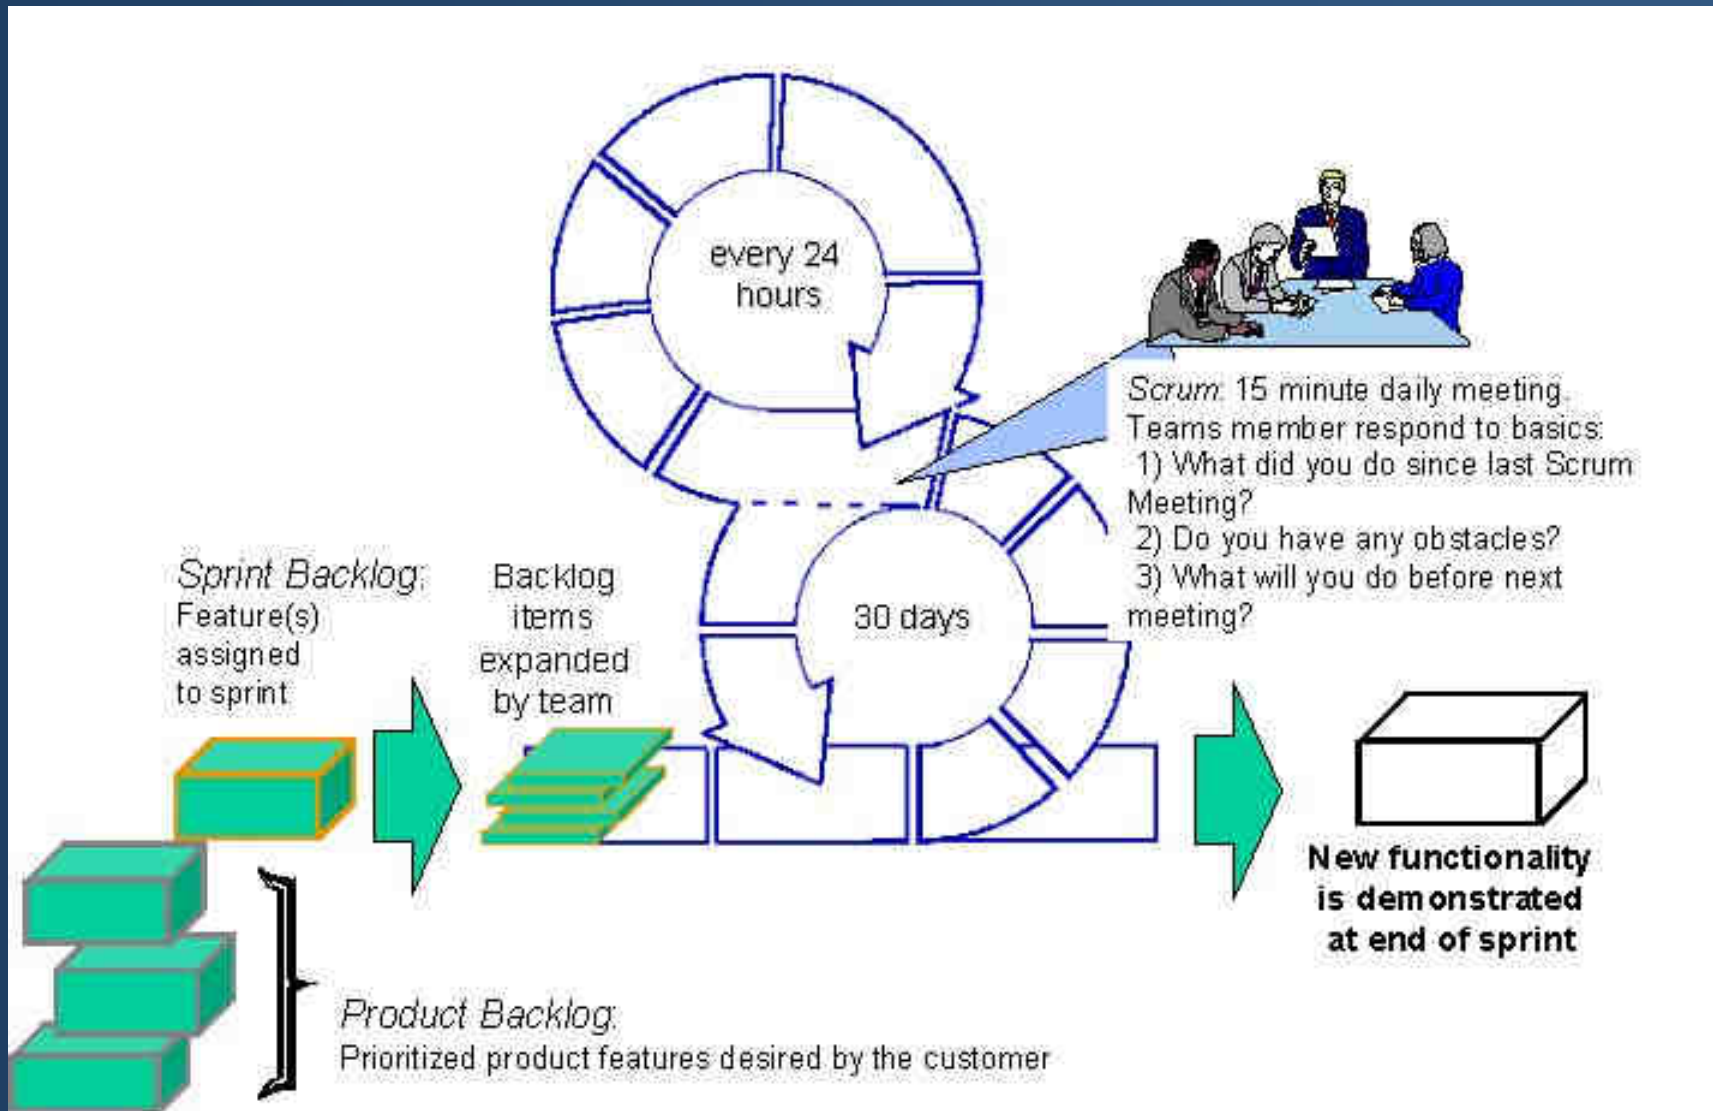 every 24
hours
Scrum: 15 minute daily meeting.
Teams member respond to basics:
1) What did you do since last Scrum
Meeting?
2) Do you have any obstacles?
3) What will you do before next
meeting?
Sprint Backlog:
Feature(s)
assigned
to sprint
Backlog
items
expanded
by team
30 days
New functionality
is demonstrated
at end of sprint
Product Backlog:
Prioritized product features desired by the customer